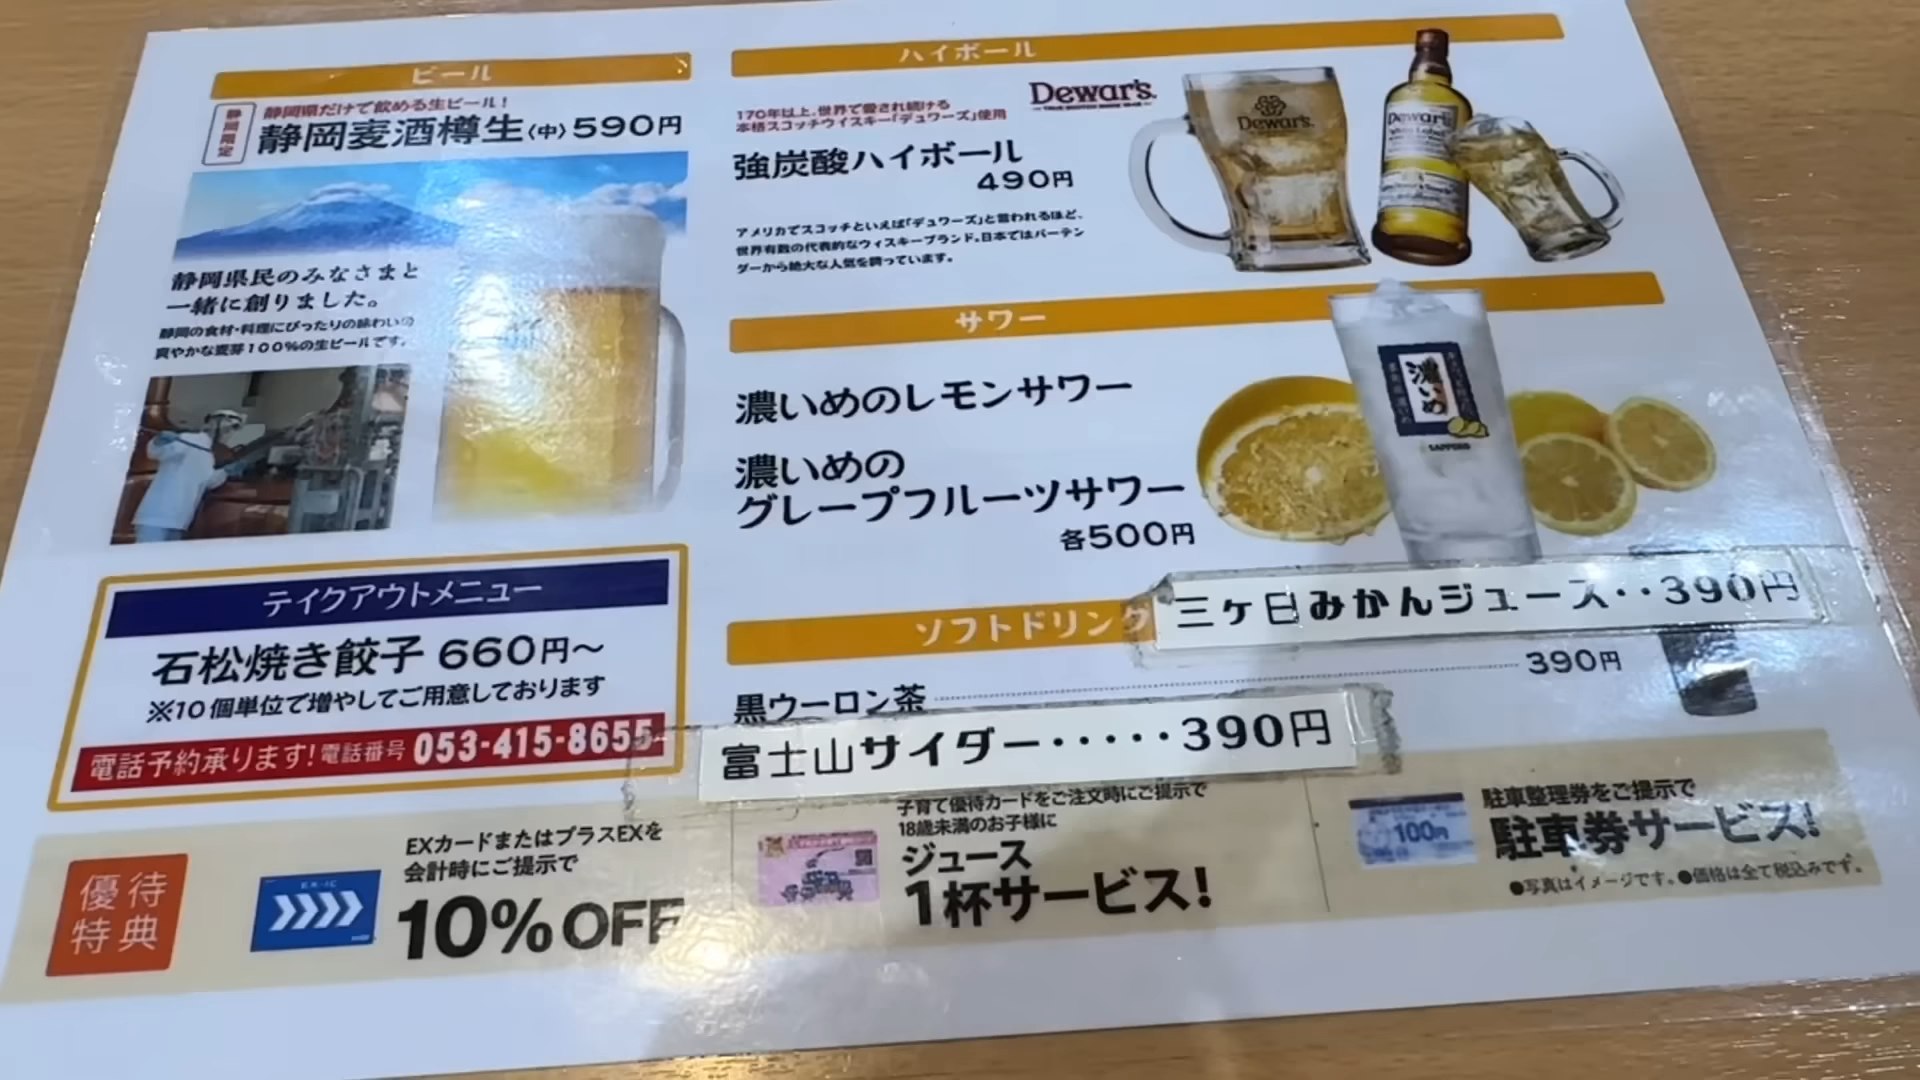 ビール
静岡限定
静岡県だけで飲める生ビール！
静岡麦酒樽生〈中〉590円
静岡県民のみなさまと
一緒に創りました。
静岡の食材・料理にぴったりの味わいの
爽やかな麦芽100%の生ビールです。
テイクアウトメニュー
石松焼き餃子 660円～
※10個単位で増やしてご用意しております
電話予約承ります！電話番号 053-415-8655
ハイボール
170年以上、世界で愛され続ける
本格スコッチウイスキー「デュワーズ」使用
Dewar's
強炭酸ハイボール
490円
アメリカでスコッチといえば「デュワーズ」と言われるほど、
世界有数の代表的なウィスキーブランド。日本ではバーテン
ダーから絶大な人気を誇っています。
Dewar's
Dewar's
White Label
サワー
濃いめのレモンサワー
濃いめの
グレープフルーツサワー
各500円
濃いめ
SAPPORO
ソフトドリンク
三ケ日みかんジュース‥390円
黒ウーロン茶 390円
富士山サイダー‥‥‥390円
優待
特典
EX-IC
EXカードまたはプラスEXを
会計時にご提示で
10%OFF
子育て優待カードをご注文時にご提示で
18歳未満のお子様に
ジュース
1杯サービス！
100円
駐車整理券をご提示で
駐車券サービス！
●写真はイメージです。●価格は全て税込みです。